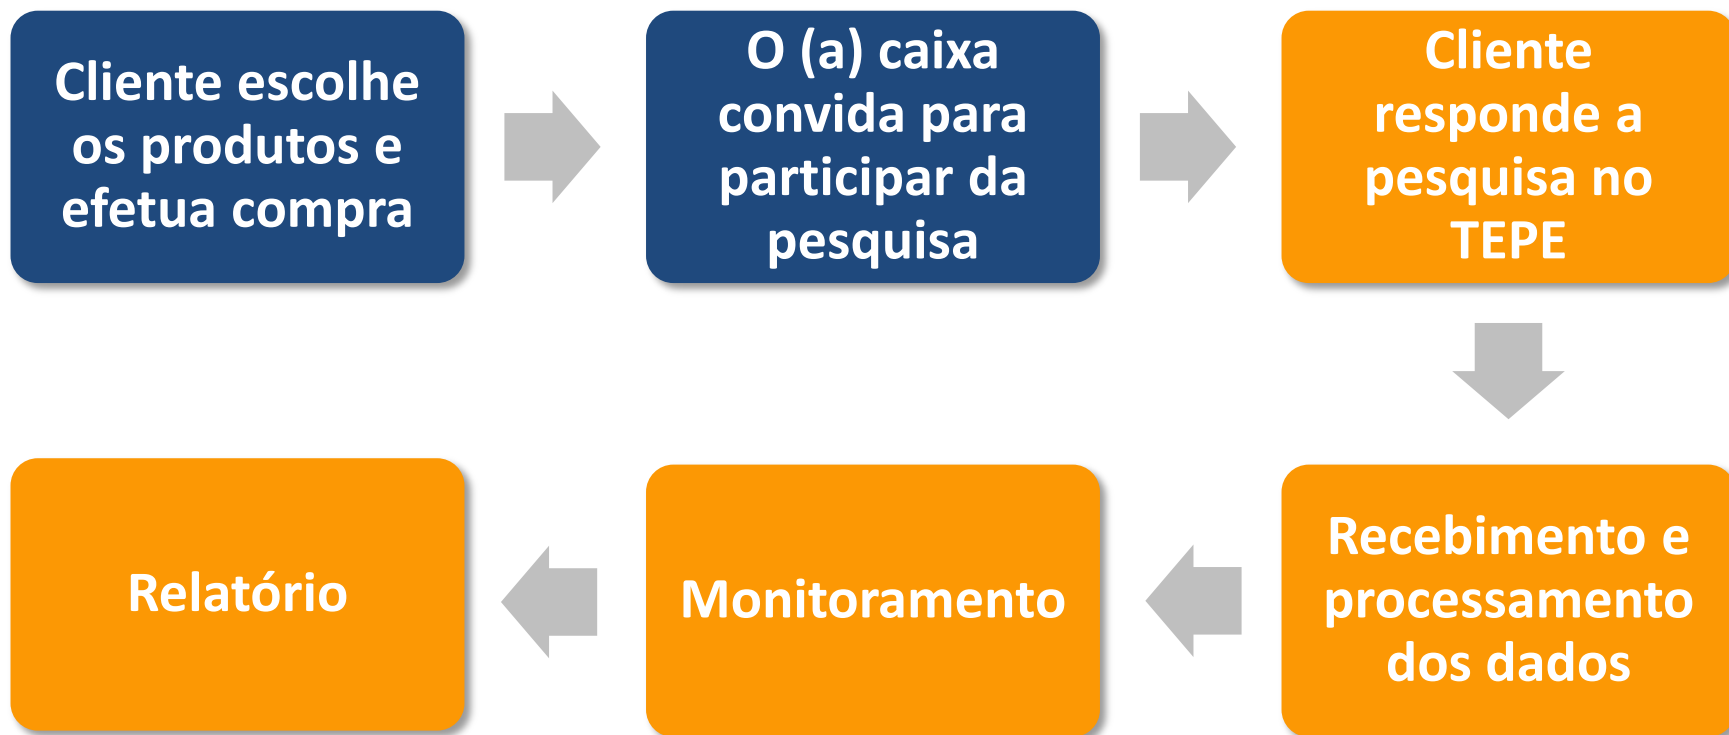 Cliente escolhe
os produtos e
efetua compra
O (a) caixa
convida para
participar da
pesquisa
Cliente
responde a
pesquisa no
TEPE
Recebimento e
processamento
dos dados
Monitoramento
Relatório